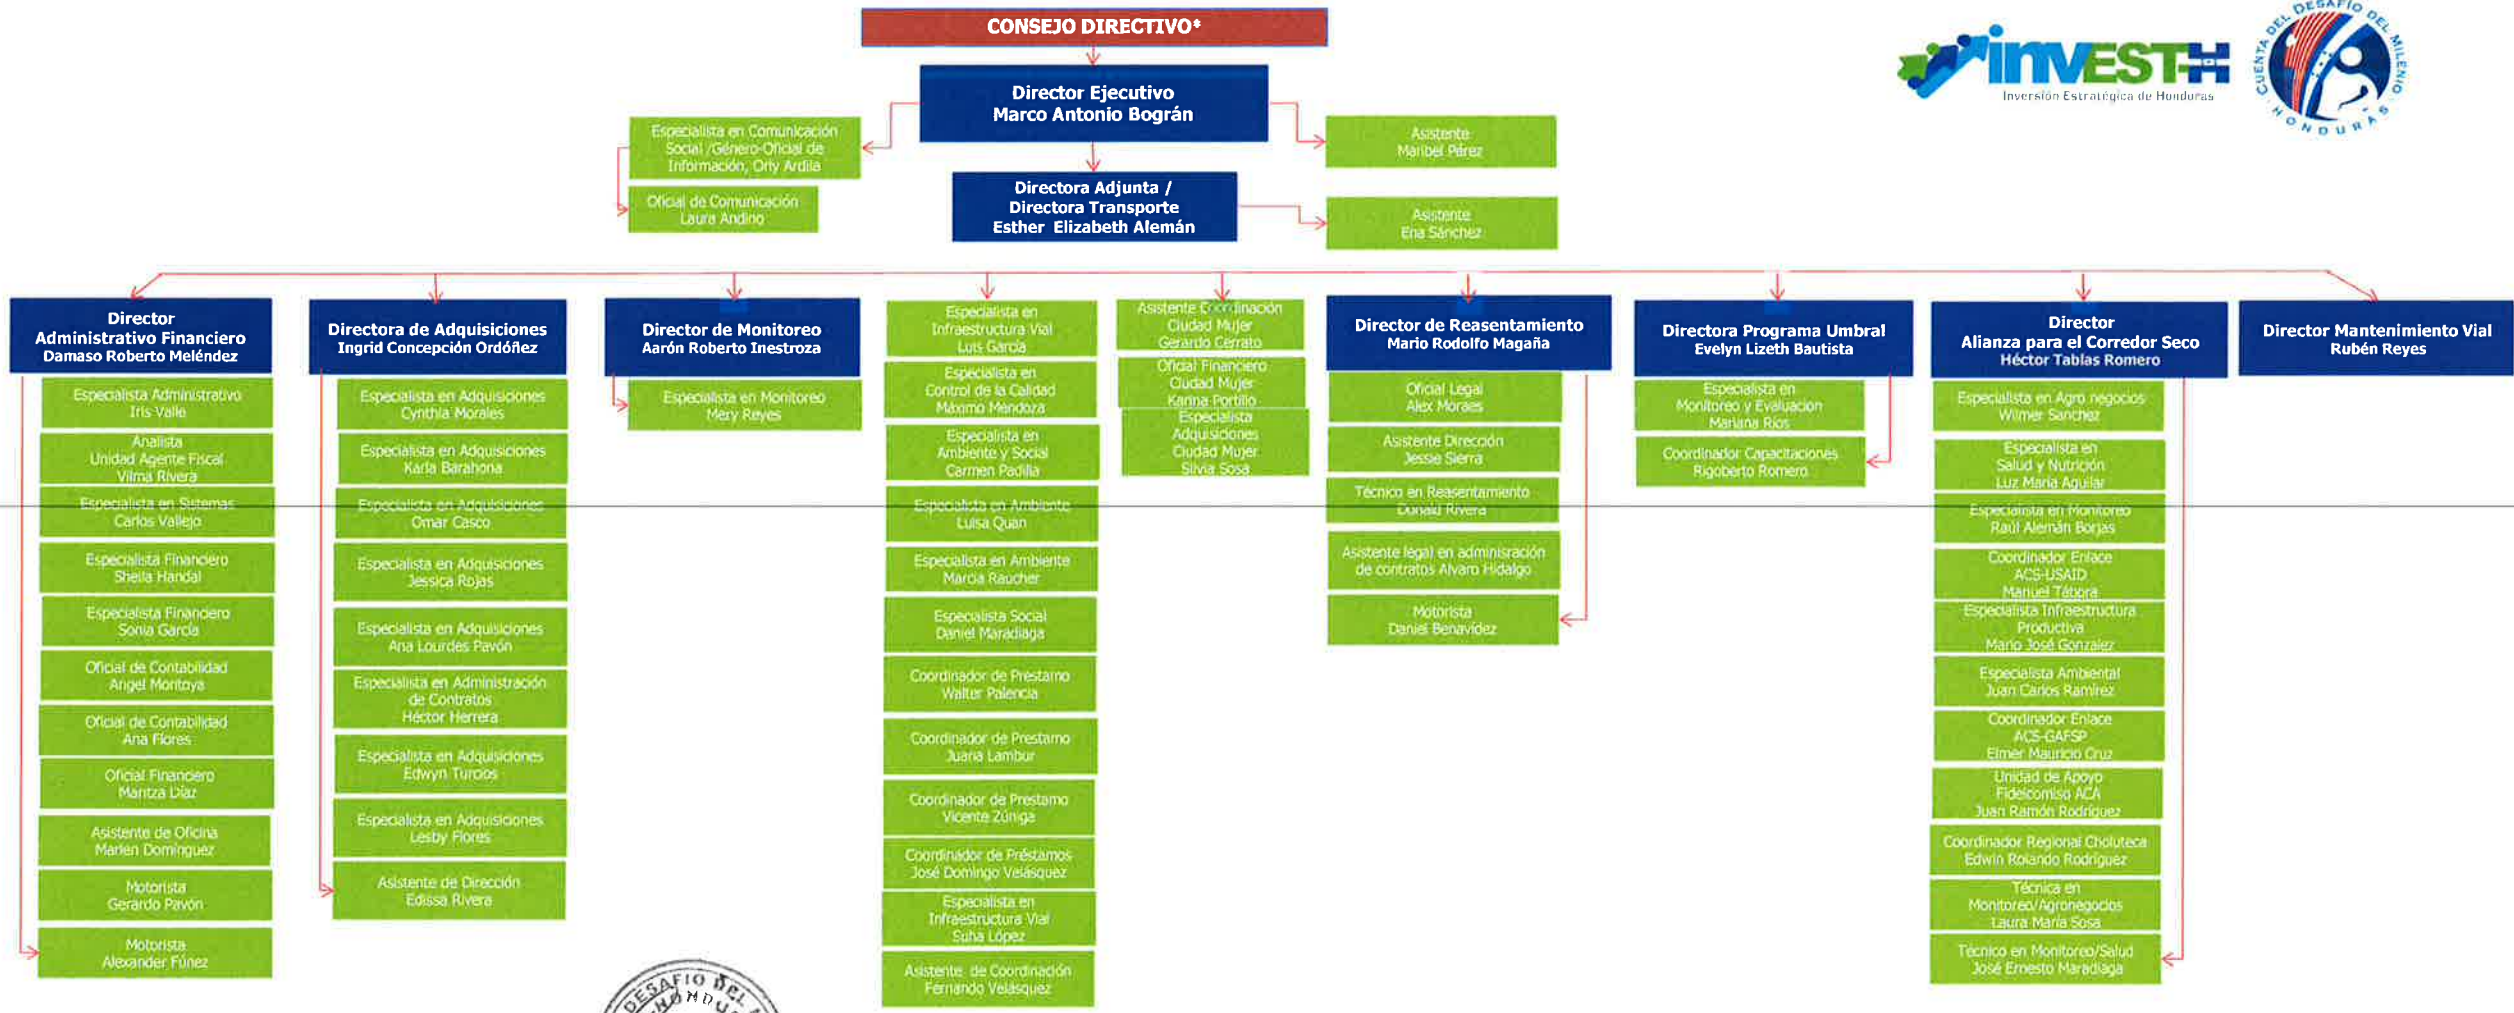 CONSEJO DIRECTIVO*
Director Ejecutivo
Marco Antonio Bográn
Especialista en Comunicación
Social /Género-Oficial de
Información, Orly Ardila
Oficial de Comunicación
Laura Andino
Asistente
Maribel Pérez
Directora Adjunta /
Directora Transporte
Esther Elizabeth Alemán
Asistente
Ena Sánchez
invEST-H
Inversión Estratégica de Honduras
CUENTA DEL DESAFÍO DEL MILENIO
HONDURAS
Director
Administrativo Financiero
Damaso Roberto Meléndez
Especialista Administrativo
Iris Valle
Analista
Unidad Agente Fiscal
Vilma Rivera
Especialista en Sistemas
Carlos Vallejo
Especialista Financiero
Sheila Handal
Especialista Financiero
Sonia García
Oficial de Contabilidad
Angel Montoya
Oficial de Contabilidad
Ana Flores
Oficial Financiero
Maritza Díaz
Asistente de Oficina
Marlen Domínguez
Motorista
Gerardo Pavón
Motorista
Alexander Fúnez
Directora de Adquisiciones
Ingrid Concepción Ordóñez
Especialista en Adquisiciones
Cynthia Morales
Especialista en Adquisiciones
Karla Barahona
Especialista en Adquisiciones
Omar Casco
Especialista en Adquisiciones
Jessica Rojas
Especialista en Adquisiciones
Ana Lourdes Pavón
Especialista en Administración
de Contratos
Héctor Herrera
Especialista en Adquisiciones
Edwyn Turcios
Especialista en Adquisiciones
Lesby Flores
Asistente de Dirección
Edissa Rivera
Director de Monitoreo
Aarón Roberto Inestroza
Especialista en Monitoreo
Mery Reyes
Especialista en
Infraestructura Vial
Luis García
Especialista en
Control de la Calidad
Máximo Mendoza
Especialista en
Ambiente y Social
Carmen Padilla
Especialista en Ambiente
Luisa Quan
Especialista en Ambiente
Marcia Raucher
Especialista Social
Daniel Maradiaga
Coordinador de Prestamo
Walter Palencia
Coordinador de Prestamo
Juana Lambur
Coordinador de Prestamo
Vicente Zúniga
Coordinador de Préstamos
José Domingo Velásquez
Especialista en
Infraestructura Vial
Suha López
Asistente de Coordinación
Fernando Velásquez
Asistente Coordinación
Ciudad Mujer
Gerardo Cerrato
Oficial Financiero
Ciudad Mujer
Karina Portillo
Especialista
Adquisiciones
Ciudad Mujer
Silvia Sosa
Director de Reasentamiento
Mario Rodolfo Magaña
Oficial Legal
Alex Moraes
Asistente Dirección
Jessie Sierra
Técnico en Reasentamiento
Donald Rivera
Asistente legal en adminisración
de contratos Alvaro Hidalgo
Motorista
Daniel Benavídez
Directora Programa Umbral
Evelyn Lizeth Bautista
Especialista en
Monitoreo y Evaluacion
Mariana Ríos
Coordinador Capacitaciones
Rigoberto Romero
Director
Alianza para el Corredor Seco
Héctor Tablas Romero
Especialista en Agro negocios
Wilmer Sanchez
Especialista en
Salud y Nutrición
Luz María Aguilar
Especialista en Monitoreo
Raúl Alemán Borjas
Coordinador Enlace
ACS-USAID
Manuel Tábora
Especialista Infraestructura
Productiva
Mario José Gonzalez
Especialista Ambiental
Juan Carlos Ramírez
Coordinador Enlace
ACS-GAFSP
Elmer Mauricio Cruz
Unidad de Apoyo
Fideicomiso ACA
Juan Ramón Rodríguez
Coordinador Regional Choluteca
Edwin Rolando Rodríguez
Técnica en
Monitoreo/Agronegocios
Laura María Sosa
Técnico en Monitoreo/Salud
José Ernesto Maradiaga
Director Mantenimiento Vial
Rubén Reyes
DESAFIO DEL